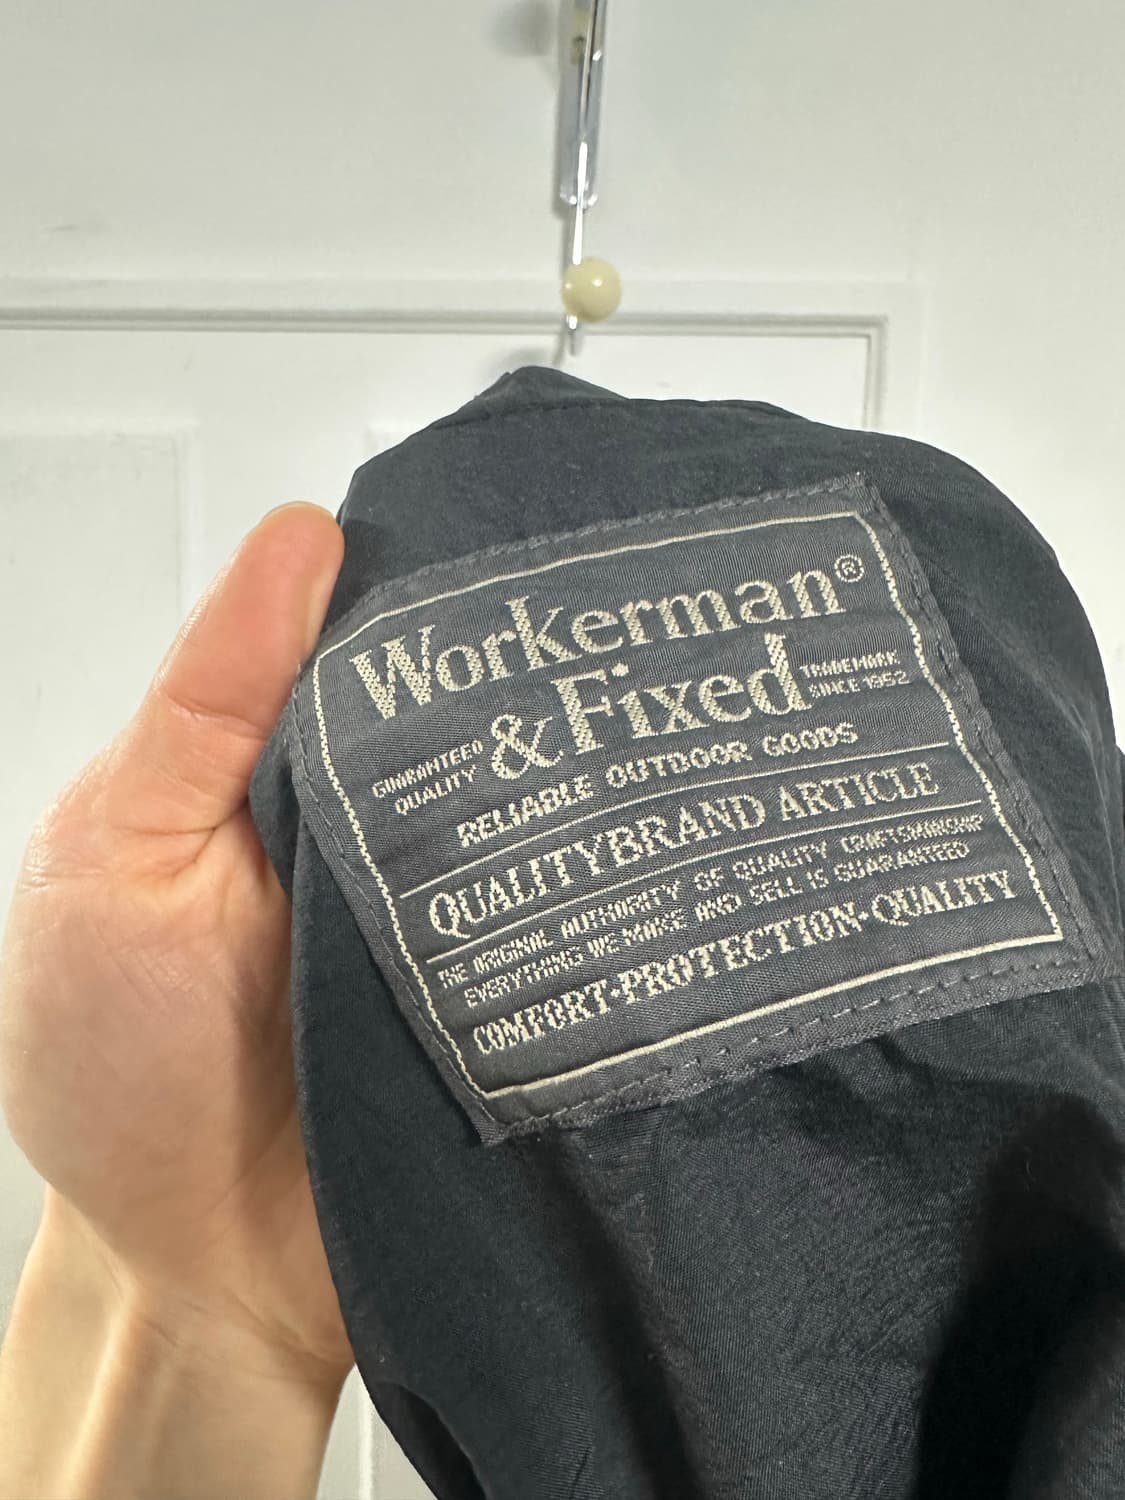 Workerman®
& Fixed
TRADEMARK
SINCE 1952
GUARANTEED
QUALITY
RELIABLE OUTDOOR GOODS
QUALITYBRAND ARTICLE
THE ORIGINAL AUTHORITY OF QUALITY CRAFTSMANSHIP
EVERYTHING WE MAKE AND SELL IS GUARANTEED
COMFORT·PROTECTION·QUALITY